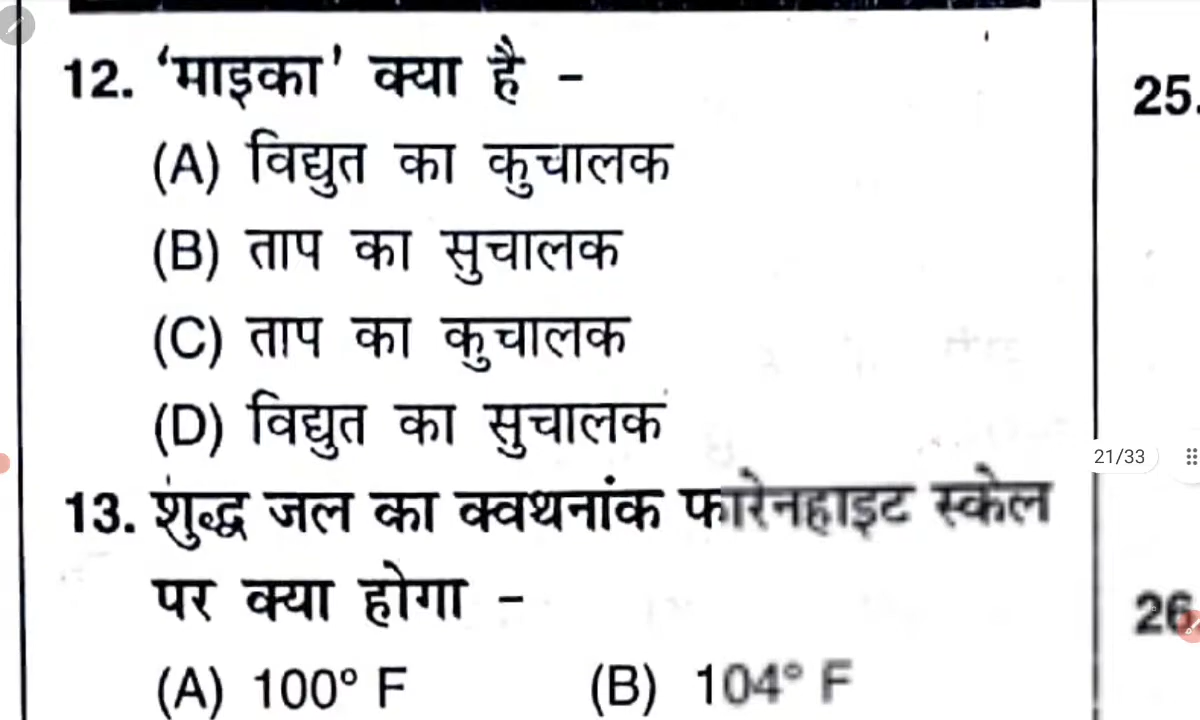 12. ‘माइका’ क्या है –
(A) विद्युत का कुचालक
(B) ताप का सुचालक
(C) ताप का कुचालक
(D) विद्युत का सुचालक
13. शुद्ध जल का क्वथनांक फारेनहाइट स्केल
पर क्या होगा –
(A) 100° F (B) 104° F
25.
21/33
26.